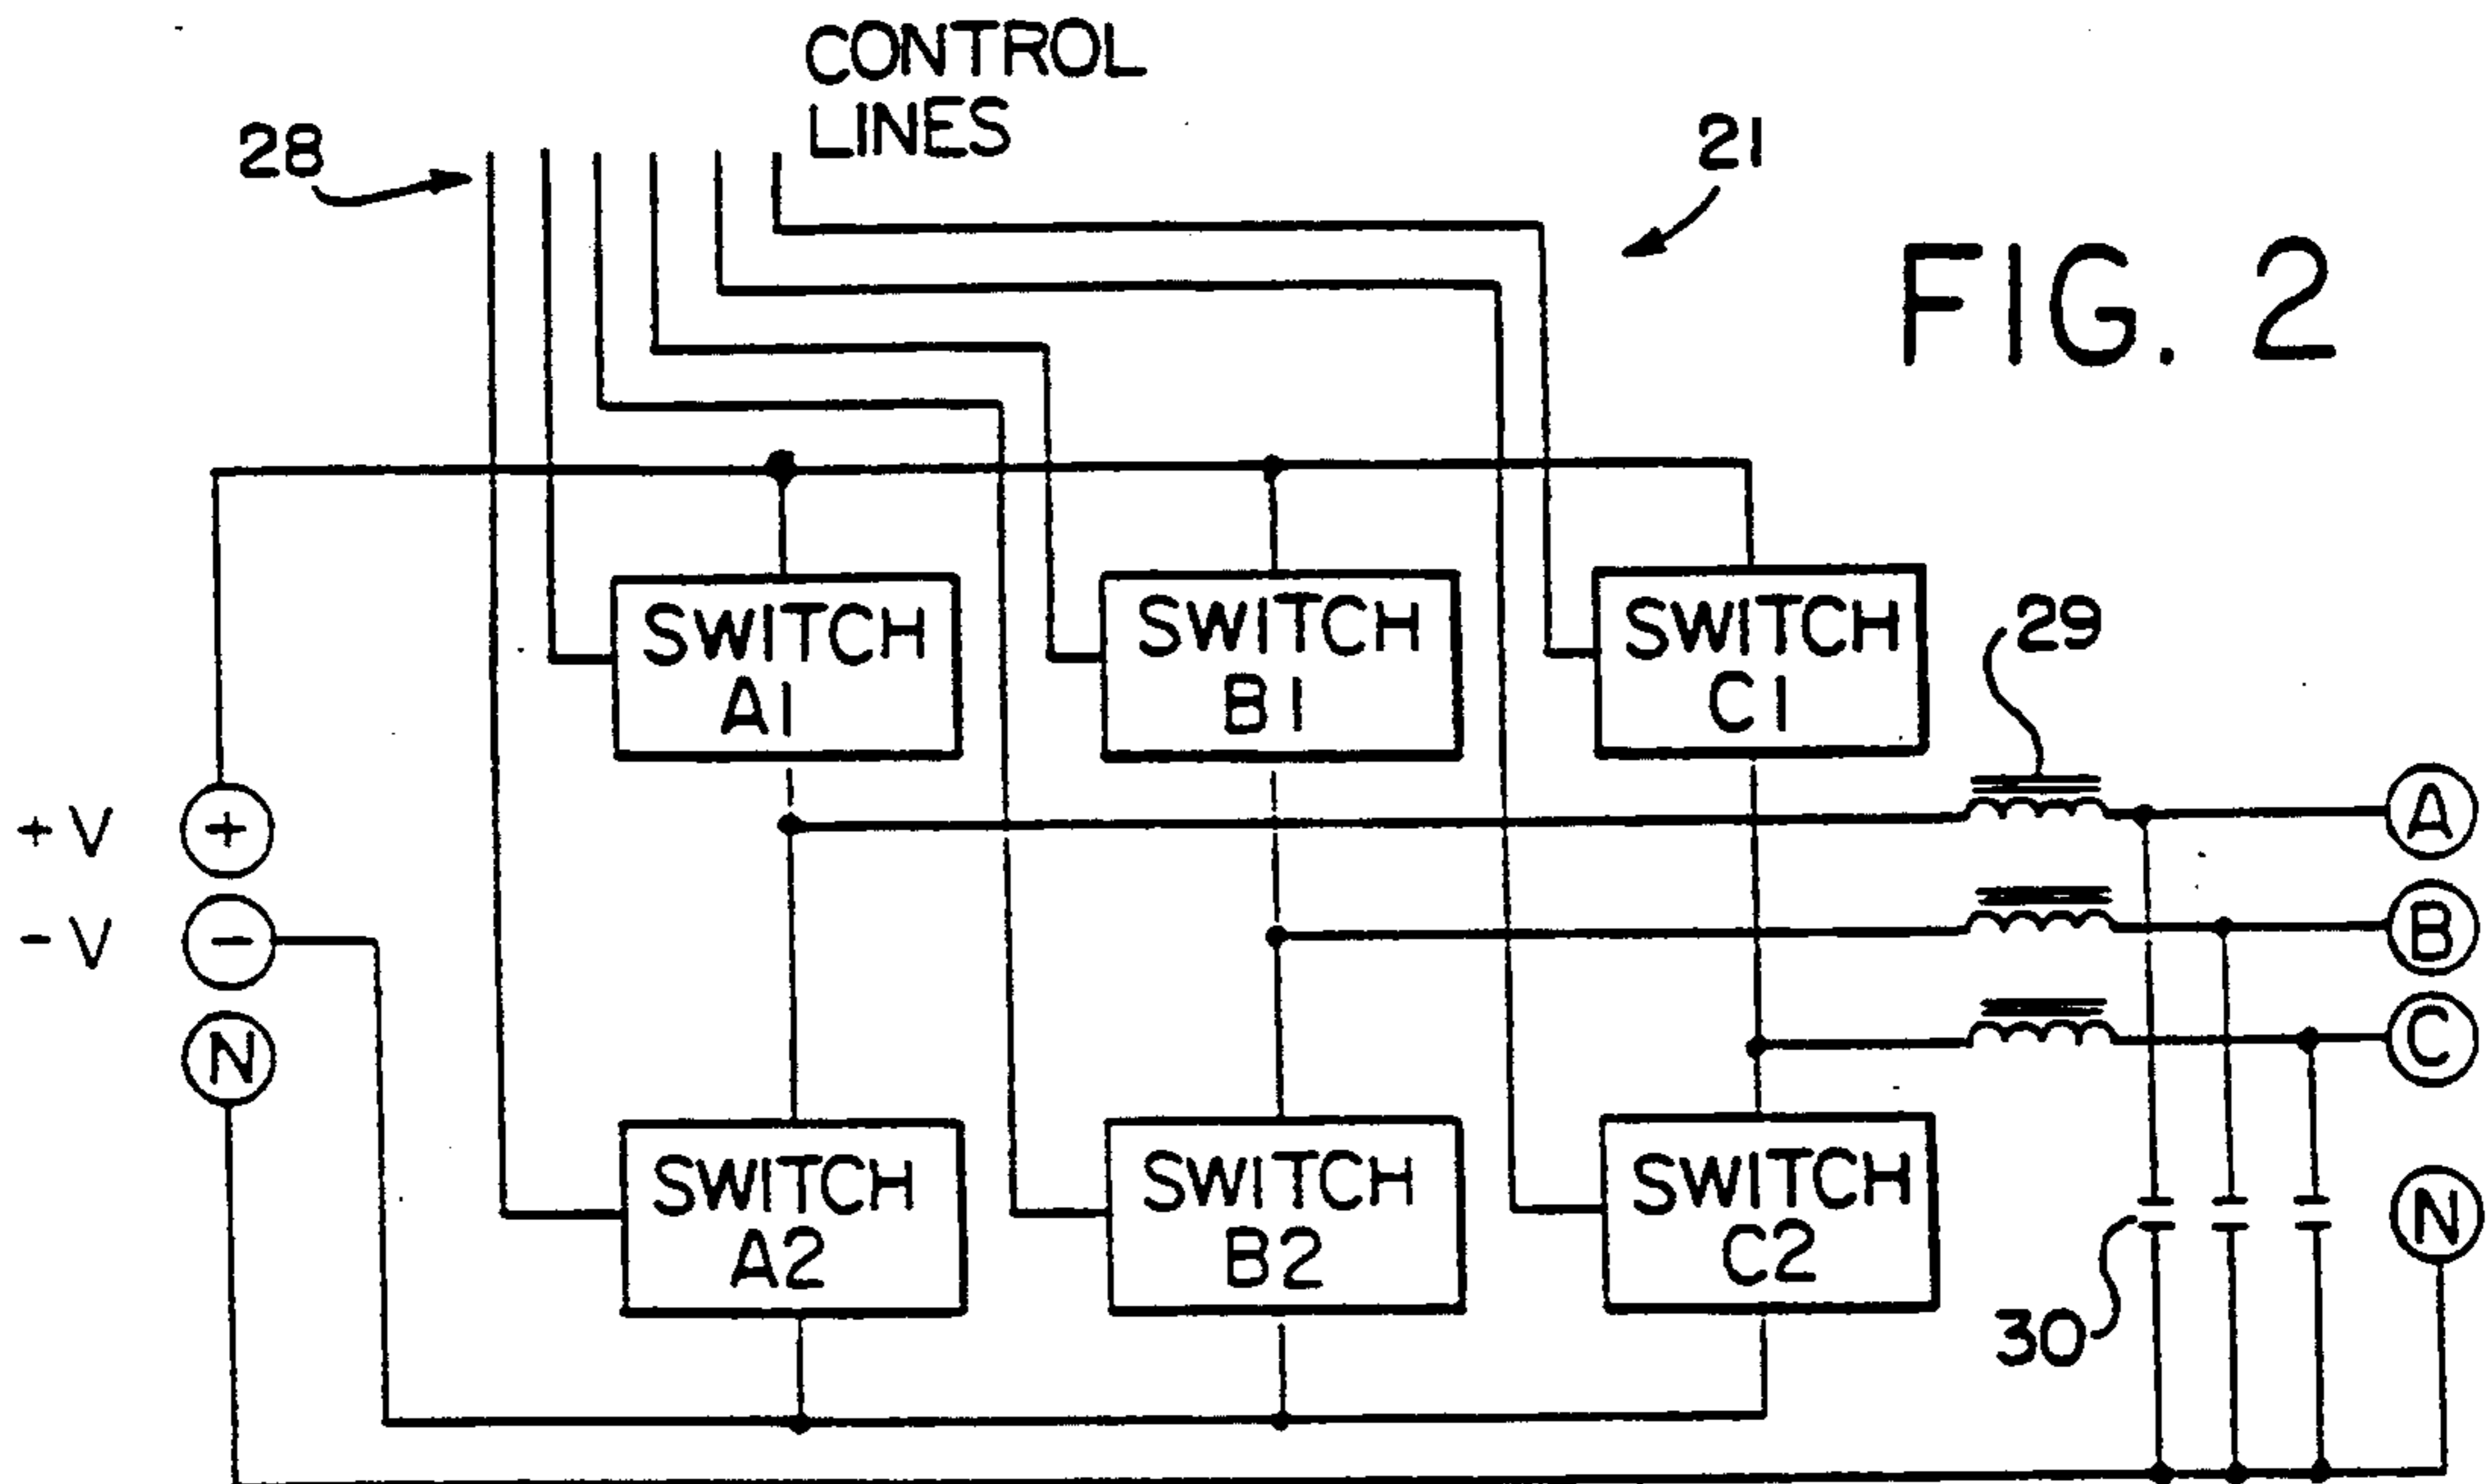 CONTROL
LINES
28
21
FIG. 2
SWITCH
A1
SWITCH
B1
SWITCH
C1
29
+V
+
A
-V
-
B
N
C
SWITCH
A2
SWITCH
B2
SWITCH
C2
N
30